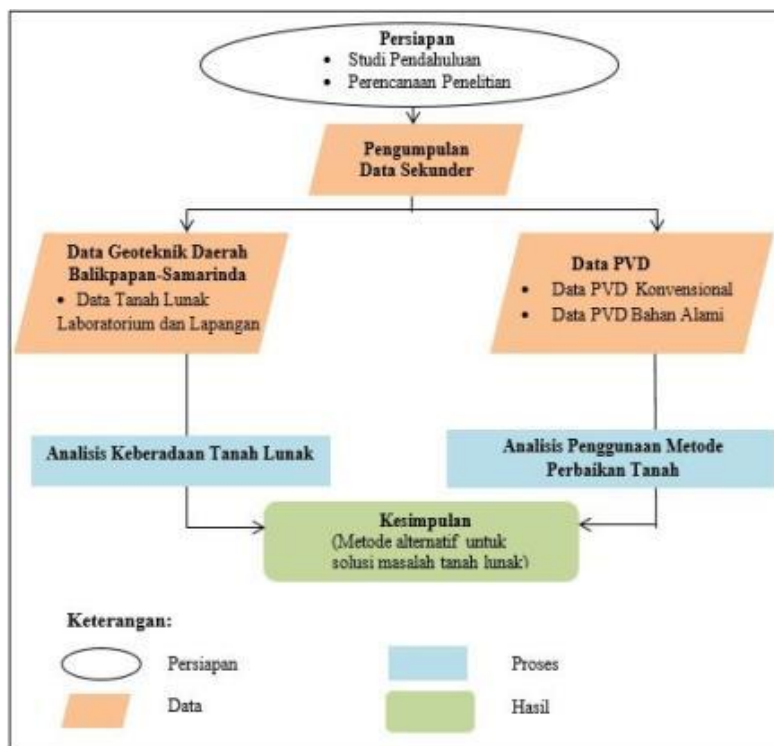 Persiapan
• Studi Pendahuluan
• Perencanaan Penelitian
Pengumpulan
Data Sekunder
Data Geoteknik Daerah
Balikpapan-Samarinda
• Data Tanah Lunak
Laboratorium dan Lapangan
Data PVD
• Data PVD Konvensional
• Data PVD Bahan Alami
Analisis Keberadaan Tanah Lunak
Analisis Penggunaan Metode
Perbaikan Tanah
Kesimpulan
(Metode alternatif untuk
solusi masalah tanah lunak)
Keterangan:
Persiapan
Proses
Data
Hasil